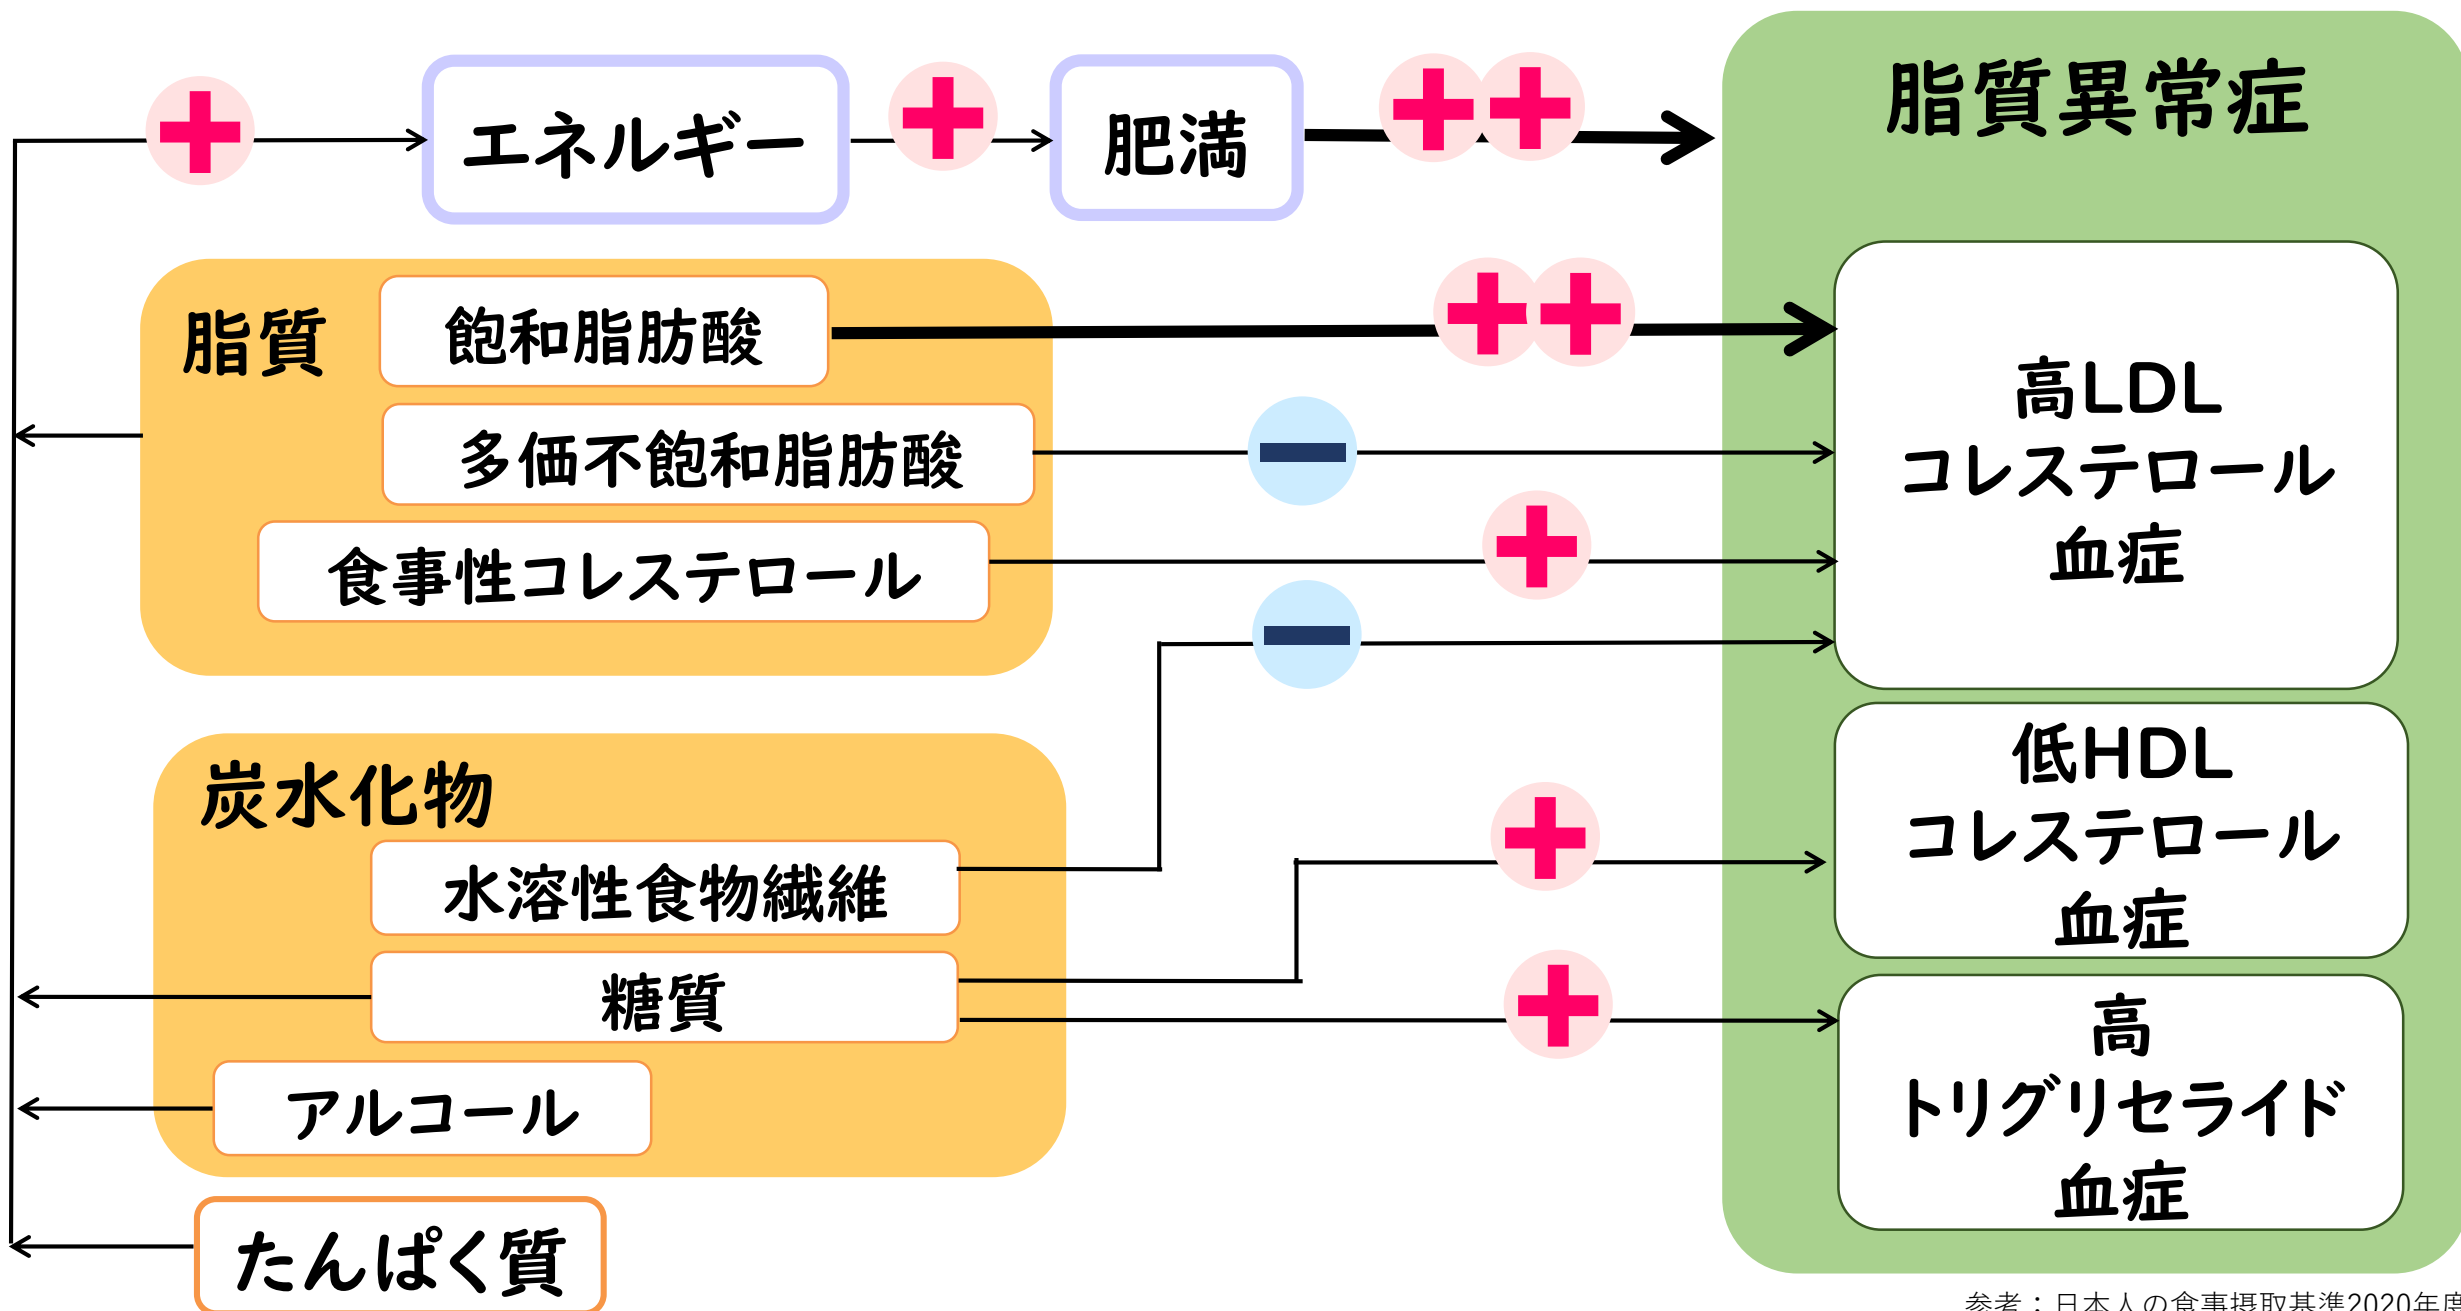 エネルギー
肥満
脂質異常症
脂質
飽和脂肪酸
多価不飽和脂肪酸
食事性コレステロール
高LDL
コレステロール
血症
炭水化物
水溶性食物繊維
糖質
アルコール
低HDL
コレステロール
血症
高
トリグリセライド
血症
たんぱく質
参考：日本人の食事摂取基準2020年度